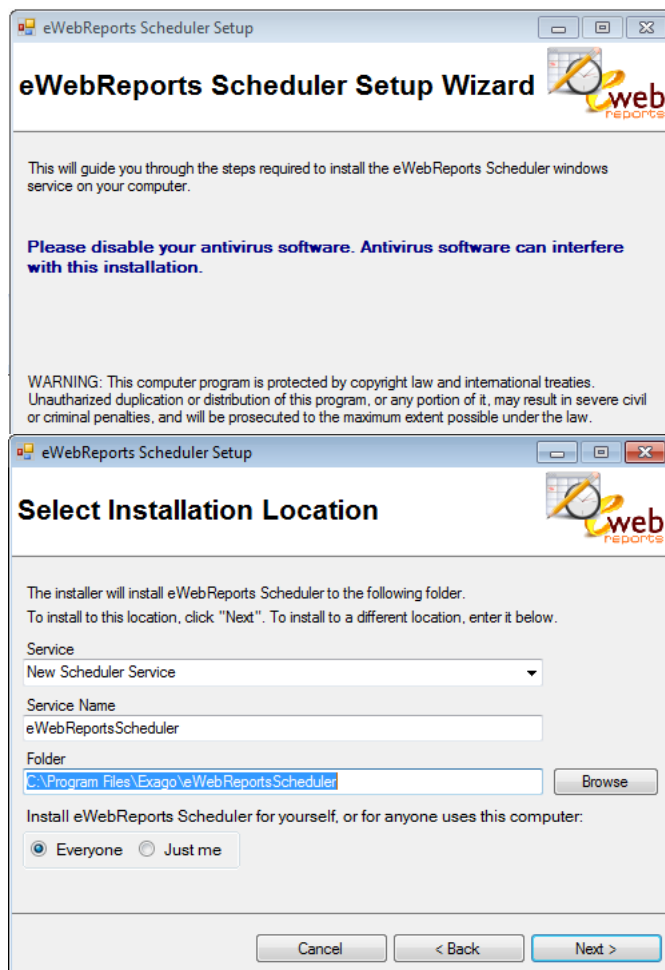 eWebReports Scheduler Setup
eWebReports Scheduler Setup Wizard
eweb
reports
This will guide you through the steps required to install the eWebReports Scheduler windows
service on your computer.
Please disable your antivirus software. Antivirus software can interfere
with this installation.
WARNING: This computer program is protected by copyright law and international treaties.
Unautharized duplication or distribution of this program, or any portion of it, may result in severe civil
or criminal penalties, and will be prosecuted to the maximum extent possible under the law.
eWebReports Scheduler Setup
Select Installation Location
eweb
reports
The installer will install eWebReports Scheduler to the following folder.
To install to this location, click "Next". To install to a different location, enter it below.
Service
New Scheduler Service
Service Name
eWebReportsScheduler
Folder
C:\Program Files\Exago\eWebReportsScheduler
Browse
Install eWebReports Scheduler for yourself, or for anyone uses this computer:
Everyone Just me
Cancel < Back Next >